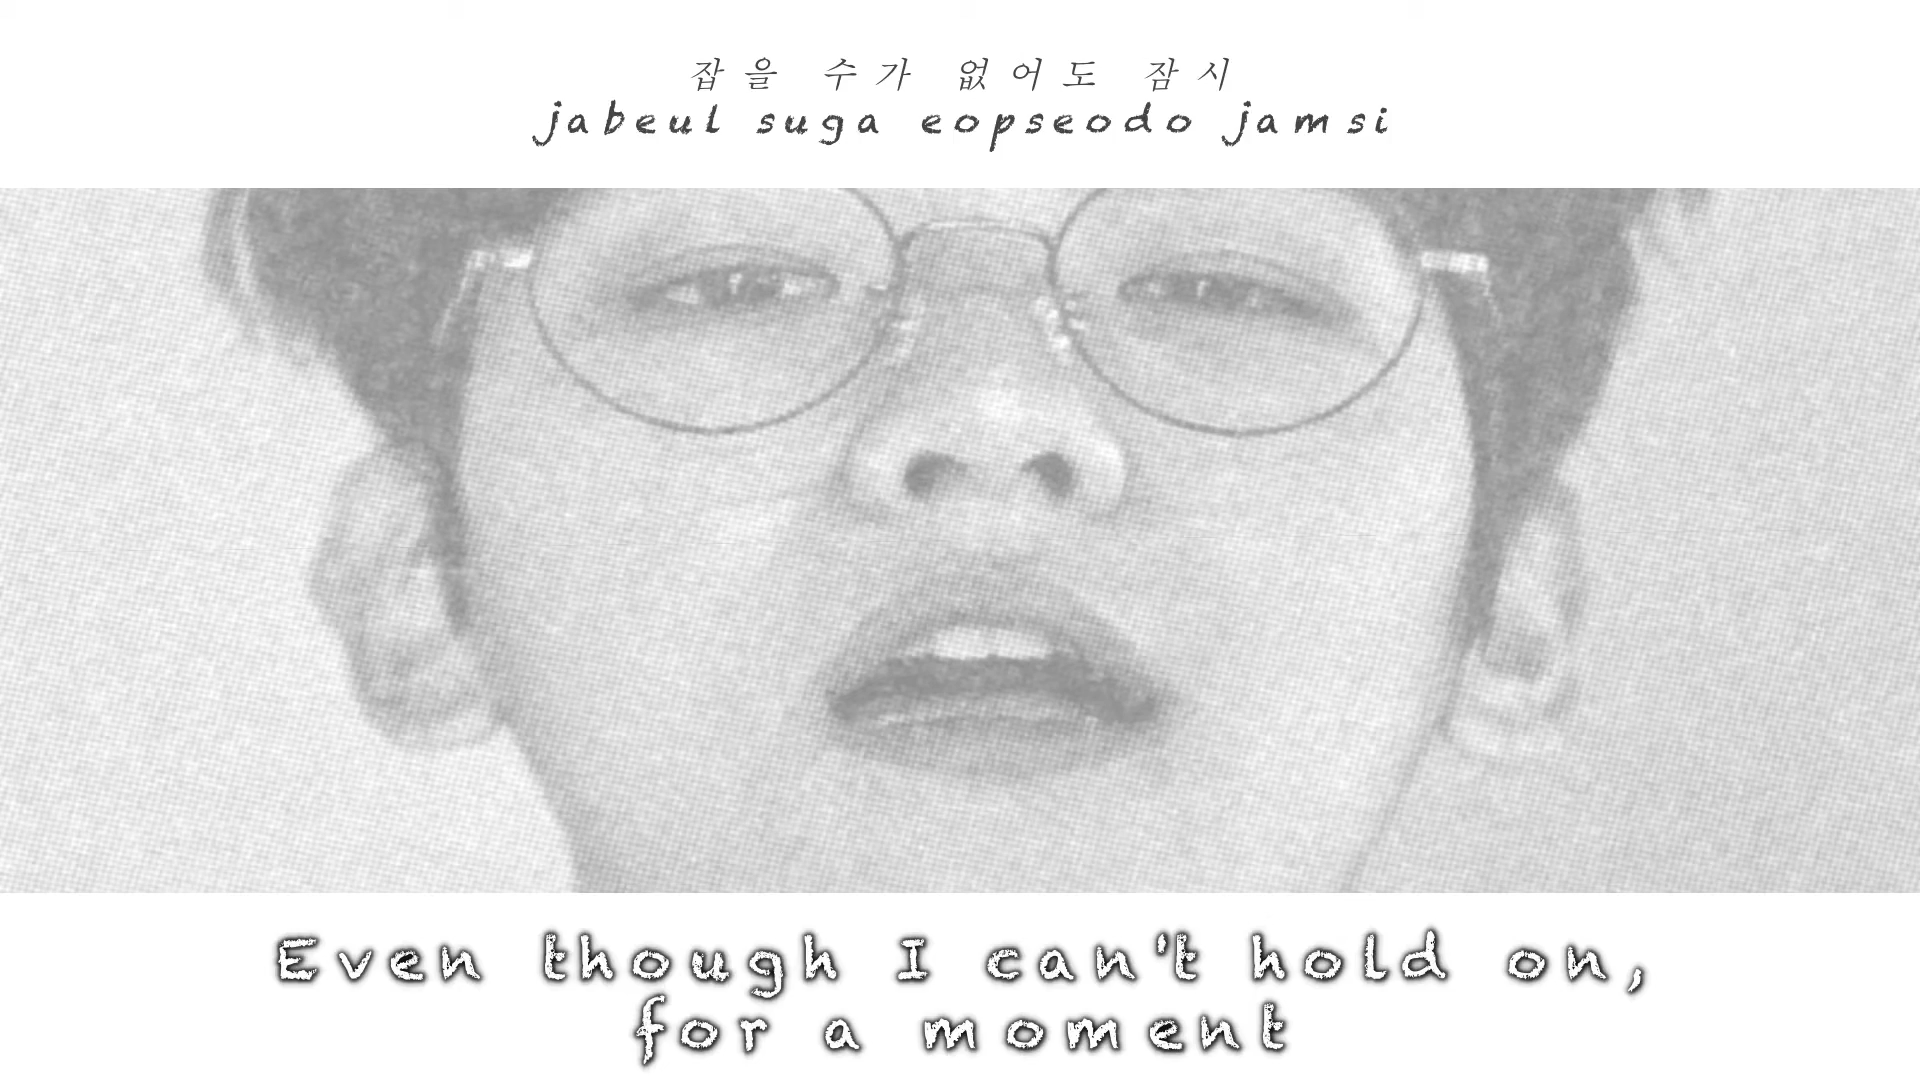 잡을 수가 없어도 잠시
jabeul suga eopseodo jamsi
Even though I can't hold on,
for a moment